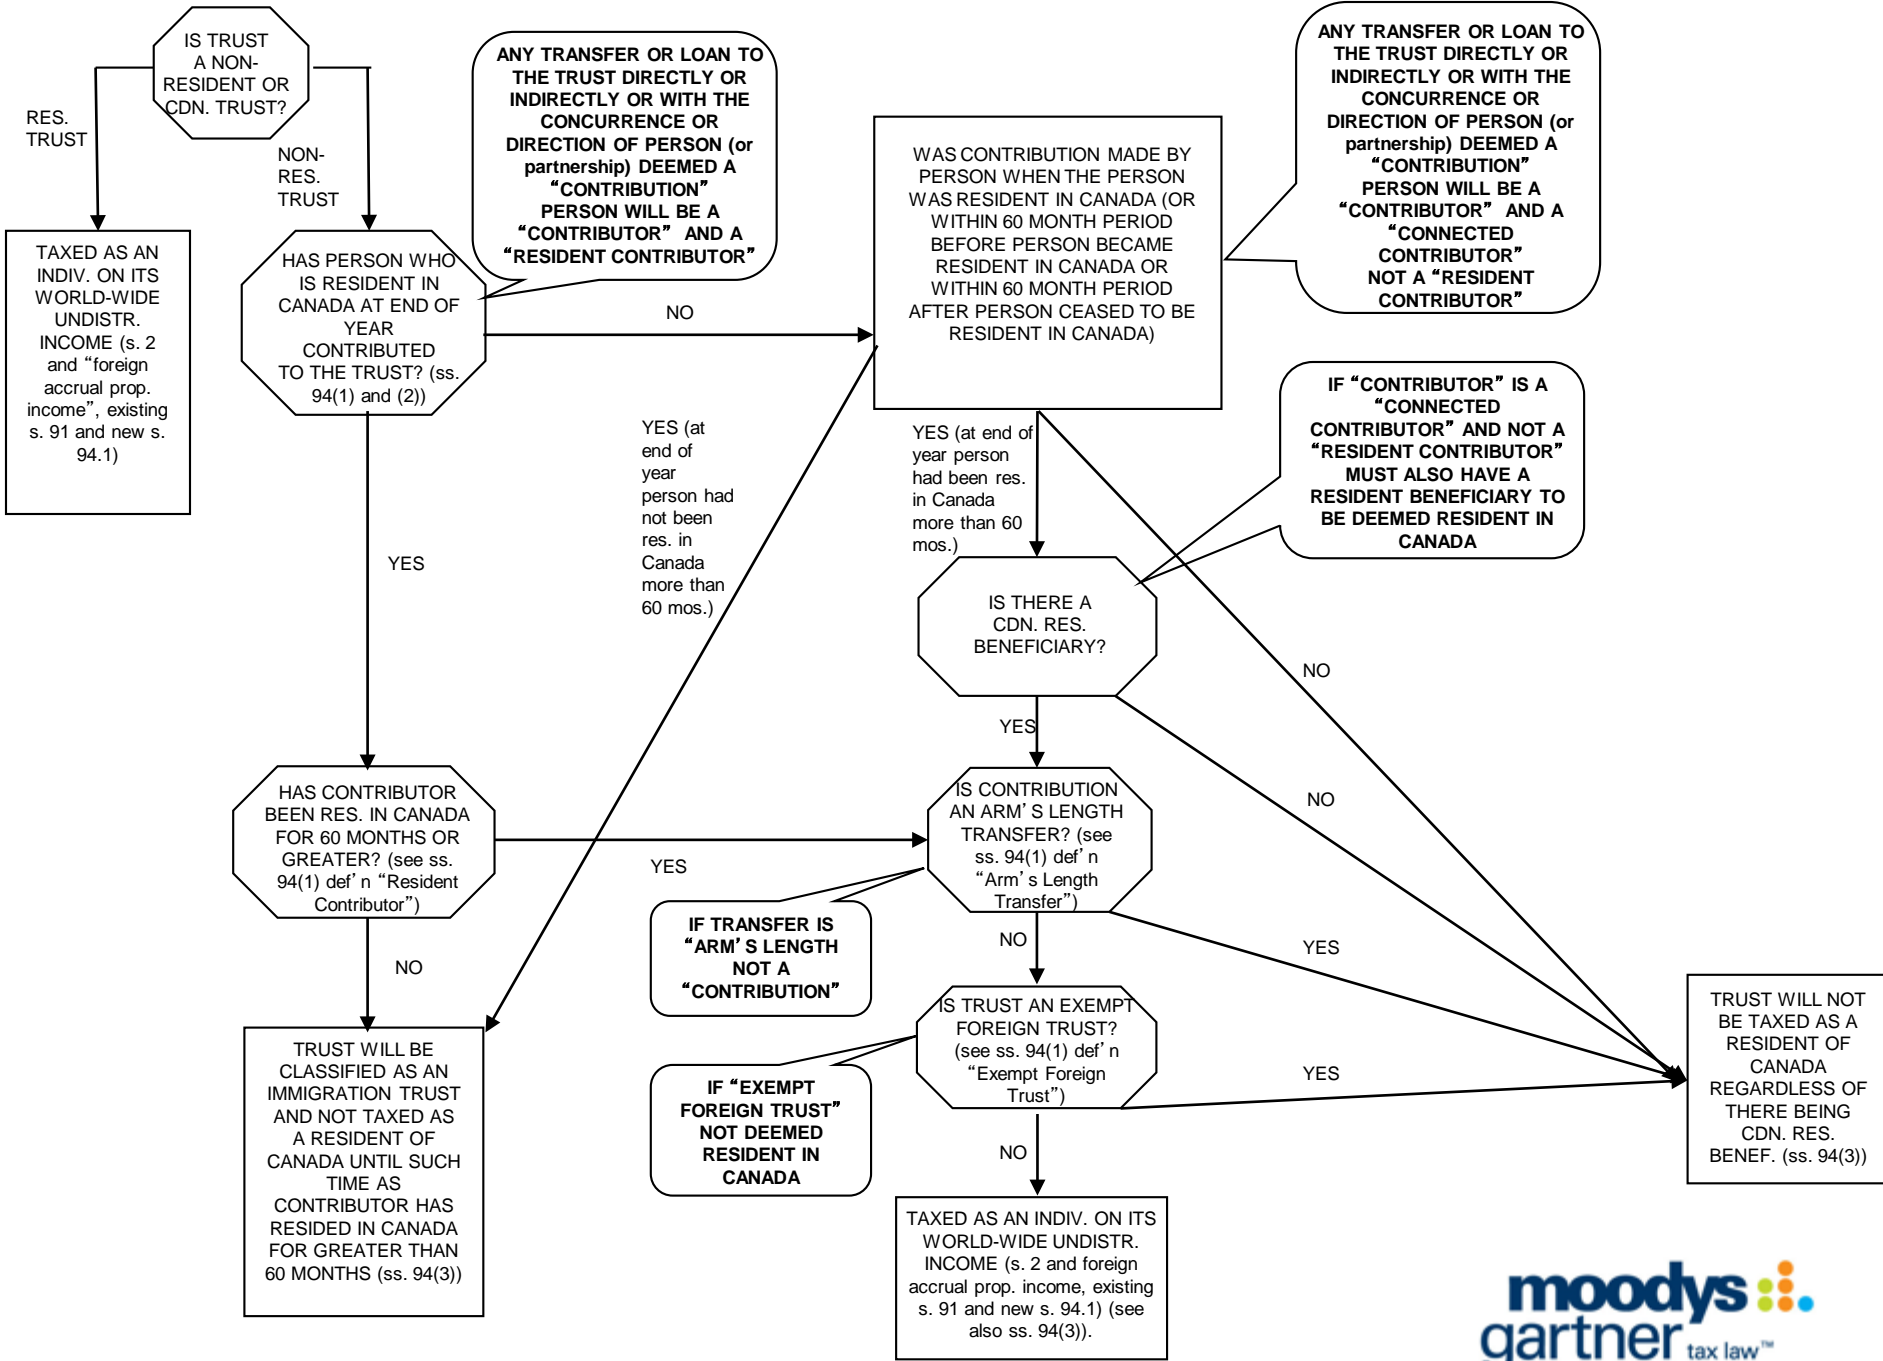 IS TRUST
A NON-
RESIDENT OR
CDN. TRUST?
RES.
TRUST
NON-
RES.
TRUST
TAXED AS AN
INDIV. ON ITS
WORLD-WIDE
UNDISTR.
INCOME (s. 2
and “foreign
accrual prop.
income”, existing
s. 91 and new s.
94.1)
HAS PERSON WHO
IS RESIDENT IN
CANADA AT END OF
YEAR
CONTRIBUTED
TO THE TRUST? (ss.
94(1) and (2))
ANY TRANSFER OR LOAN TO
THE TRUST DIRECTLY OR
INDIRECTLY OR WITH THE
CONCURRENCE OR
DIRECTION OF PERSON (or
partnership) DEEMED A
“CONTRIBUTION”
PERSON WILL BE A
“CONTRIBUTOR” AND A
“RESIDENT CONTRIBUTOR”
NO
WAS CONTRIBUTION MADE BY
PERSON WHEN THE PERSON
WAS RESIDENT IN CANADA (OR
WITHIN 60 MONTH PERIOD
BEFORE PERSON BECAME
RESIDENT IN CANADA OR
WITHIN 60 MONTH PERIOD
AFTER PERSON CEASED TO BE
RESIDENT IN CANADA)
ANY TRANSFER OR LOAN TO
THE TRUST DIRECTLY OR
INDIRECTLY OR WITH THE
CONCURRENCE OR
DIRECTION OF PERSON (or
partnership) DEEMED A
“CONTRIBUTION”
PERSON WILL BE A
“CONTRIBUTOR” AND A
“CONNECTED
CONTRIBUTOR”
NOT A “RESIDENT
CONTRIBUTOR”
IF “CONTRIBUTOR” IS A
“CONNECTED
CONTRIBUTOR” AND NOT A
“RESIDENT CONTRIBUTOR”
MUST ALSO HAVE A
RESIDENT BENEFICIARY TO
BE DEEMED RESIDENT IN
CANADA
YES (at
end of
year
person had
not been
res. in
Canada
more than
60 mos.)
YES (at end of
year person
had been res.
in Canada
more than 60
mos.)
YES
IS THERE A
CDN. RES.
BENEFICIARY?
NO
YES
NO
HAS CONTRIBUTOR
BEEN RES. IN CANADA
FOR 60 MONTHS OR
GREATER? (see ss.
94(1) def’n “Resident
Contributor”)
YES
IS CONTRIBUTION
AN ARM’S LENGTH
TRANSFER? (see
ss. 94(1) def’n
“Arm’s Length
Transfer”)
IF TRANSFER IS
“ARM’S LENGTH
NOT A
“CONTRIBUTION”
NO
NO
YES
IS TRUST AN EXEMPT
FOREIGN TRUST?
(see ss. 94(1) def’n
“Exempt Foreign
Trust”)
IF “EXEMPT
FOREIGN TRUST”
NOT DEEMED
RESIDENT IN
CANADA
YES
NO
TRUST WILL BE
CLASSIFIED AS AN
IMMIGRATION TRUST
AND NOT TAXED AS
A RESIDENT OF
CANADA UNTIL SUCH
TIME AS
CONTRIBUTOR HAS
RESIDED IN CANADA
FOR GREATER THAN
60 MONTHS (ss. 94(3))
TRUST WILL NOT
BE TAXED AS A
RESIDENT OF
CANADA
REGARDLESS OF
THERE BEING
CDN. RES.
BENEF. (ss. 94(3))
TAXED AS AN INDIV. ON ITS
WORLD-WIDE UNDISTR.
INCOME (s. 2 and foreign
accrual prop. income, existing
s. 91 and new s. 94.1) (see
also ss. 94(3)).
moodys
gartner tax law™